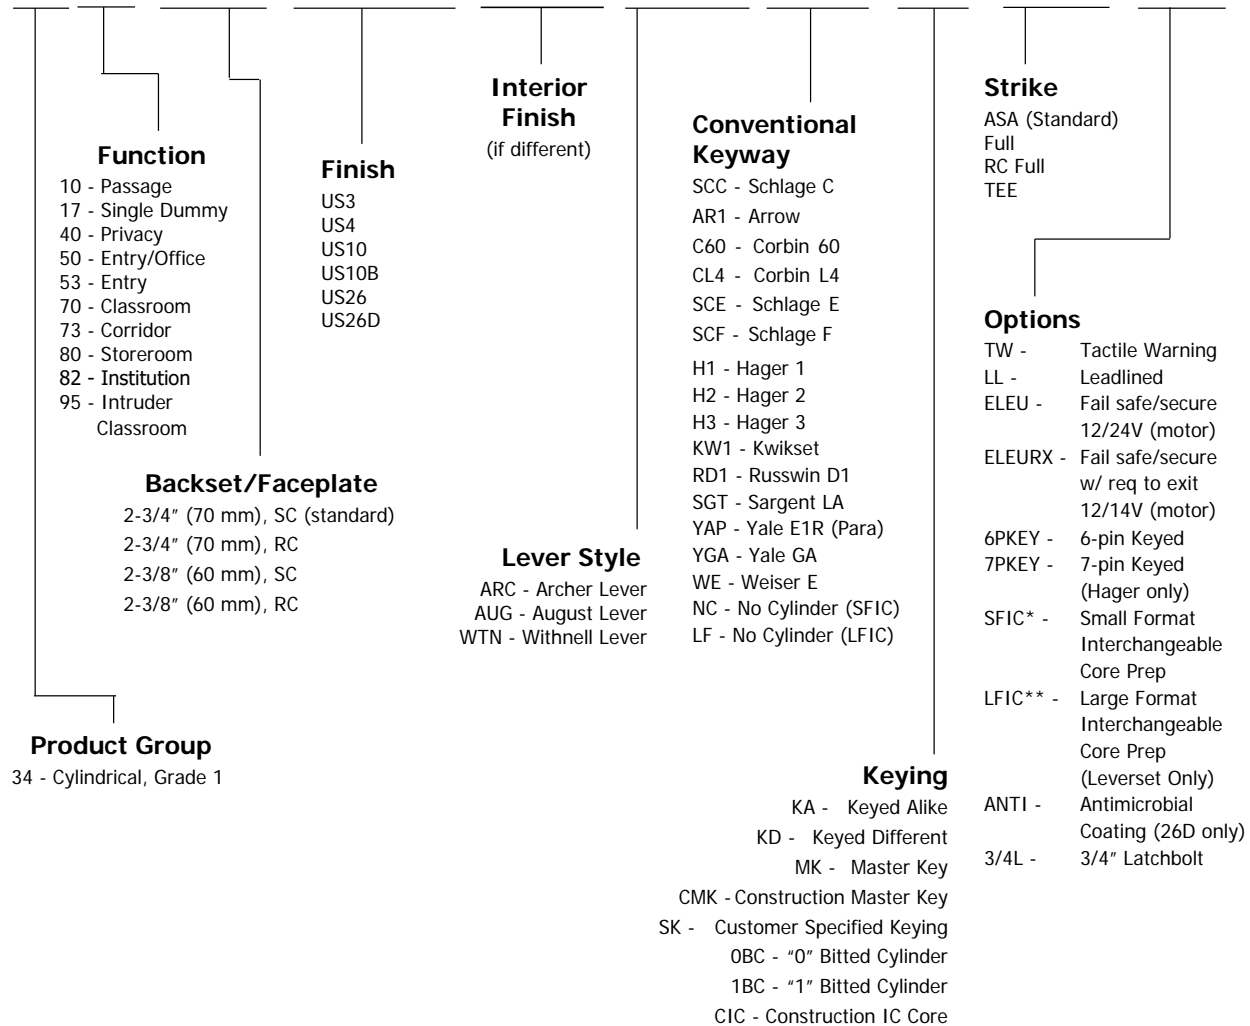 Function
10 - Passage
17 - Single Dummy
40 - Privacy
50 - Entry/Office
53 - Entry
70 - Classroom
73 - Corridor
80 - Storeroom
82 - Institution
95 - Intruder
Classroom
Backset/Faceplate
2-3/4” (70 mm), SC (standard)
2-3/4” (70 mm), RC
2-3/8” (60 mm), SC
2-3/8” (60 mm), RC
Product Group
34 - Cylindrical, Grade 1
Finish
US3
US4
US10
US10B
US26
US26D
Interior
Finish
(if different)
Lever Style
ARC - Archer Lever
AUG - August Lever
WTN - Withnell Lever
Conventional
Keyway
SCC - Schlage C
AR1 - Arrow
C60 - Corbin 60
CL4 - Corbin L4
SCE - Schlage E
SCF - Schlage F
H1 - Hager 1
H2 - Hager 2
H3 - Hager 3
KW1 - Kwikset
RD1 - Russwin D1
SGT - Sargent LA
YAP - Yale E1R (Para)
YGA - Yale GA
WE - Weiser E
NC - No Cylinder (SFIC)
LF - No Cylinder (LFIC)
Keying
KA - Keyed Alike
KD - Keyed Different
MK - Master Key
CMK - Construction Master Key
SK - Customer Specified Keying
0BC - “0” Bitted Cylinder
1BC - “1” Bitted Cylinder
CIC - Construction IC Core
Strike
ASA (Standard)
Full
RC Full
TEE
Options
TW - Tactile Warning
LL - Leadlined
ELEU - Fail safe/secure
12/24V (motor)
ELEURX - Fail safe/secure
w/ req to exit
12/14V (motor)
6PKEY - 6-pin Keyed
7PKEY - 7-pin Keyed
(Hager only)
SFIC* - Small Format
Interchangeable
Core Prep
LFIC** - Large Format
Interchangeable
Core Prep
(Leverset Only)
ANTI - Antimicrobial
Coating (26D only)
3/4L - 3/4” Latchbolt